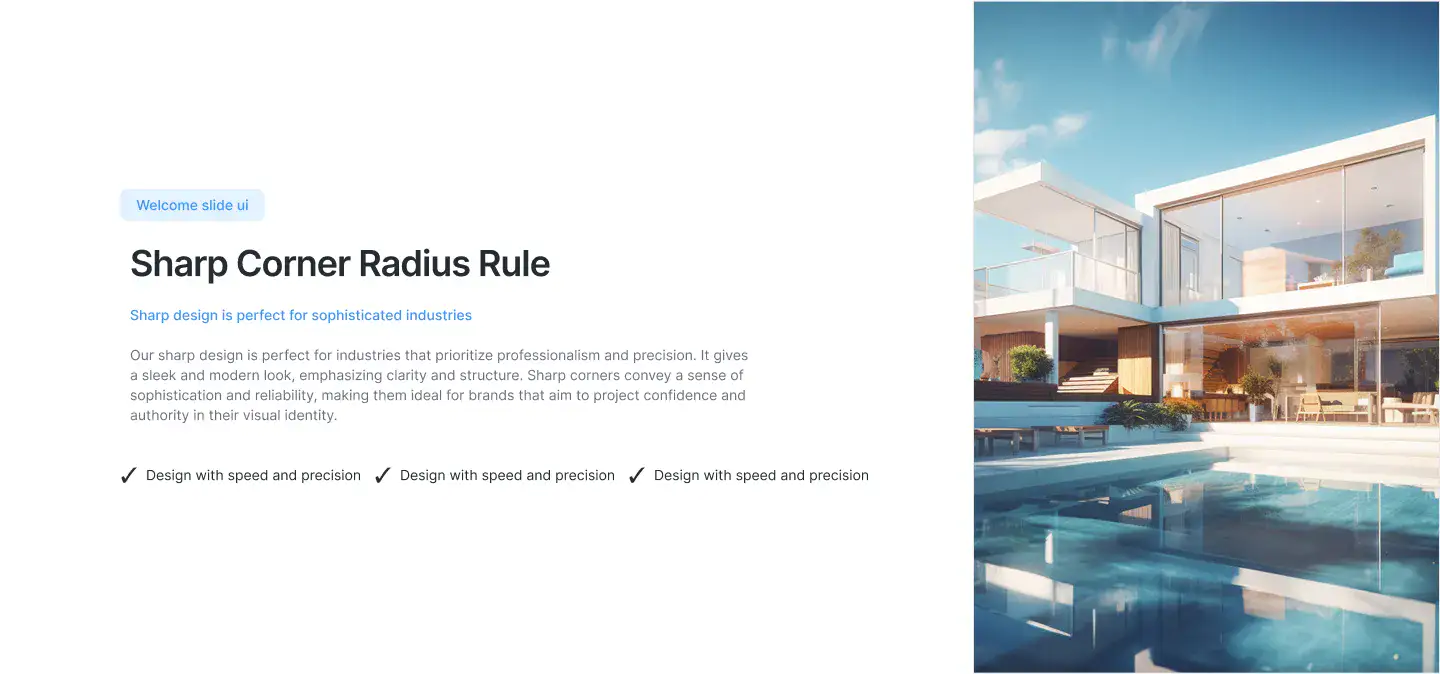 Welcome slide ui
Sharp Corner Radius Rule
Sharp design is perfect for sophisticated industries
Our sharp design is perfect for industries that prioritize professionalism and precision. It gives
a sleek and modern look, emphasizing clarity and structure. Sharp corners convey a sense of
sophistication and reliability, making them ideal for brands that aim to project confidence and
authority in their visual identity.
✓ Design with speed and precision ✓ Design with speed and precision ✓ Design with speed and precision